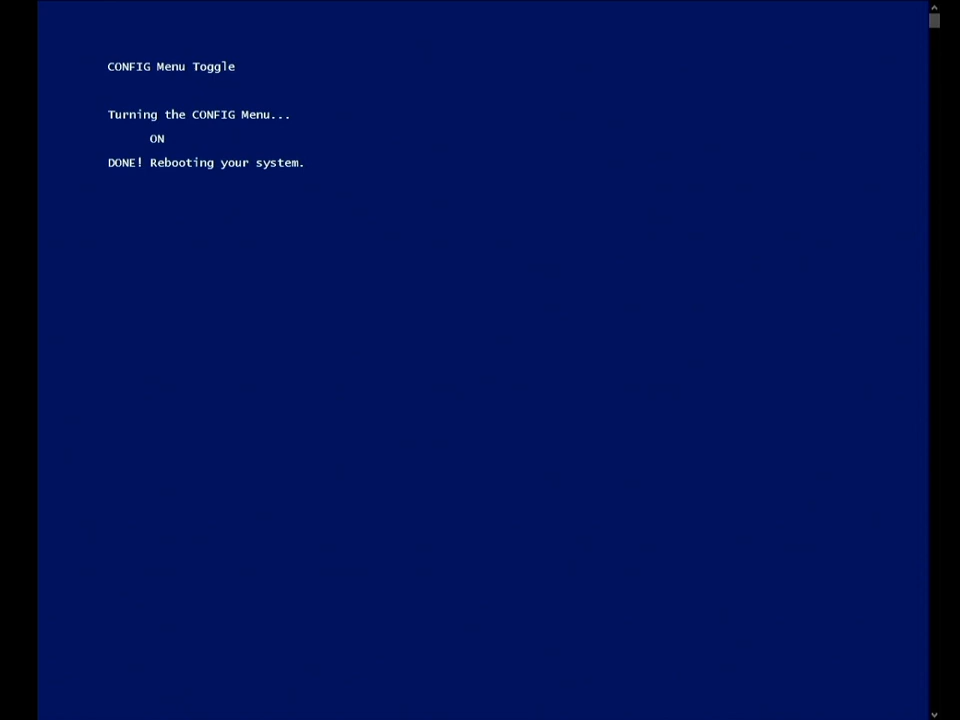 CONFIG Menu Toggle
Turning the CONFIG Menu...
ON
DONE! Rebooting your system.